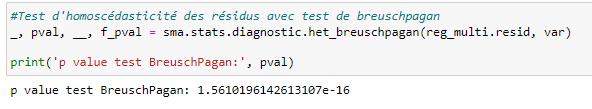 #Test d'homoscédasticité des résidus avec test de breuschpagan
_, pval, __, f_pval = sma.stats.diagnostic.het_breuschpagan(reg_multi.resid, var)
print('p value test BreuschPagan:', pval)
p value test BreuschPagan: 1.5610196142613107e-16